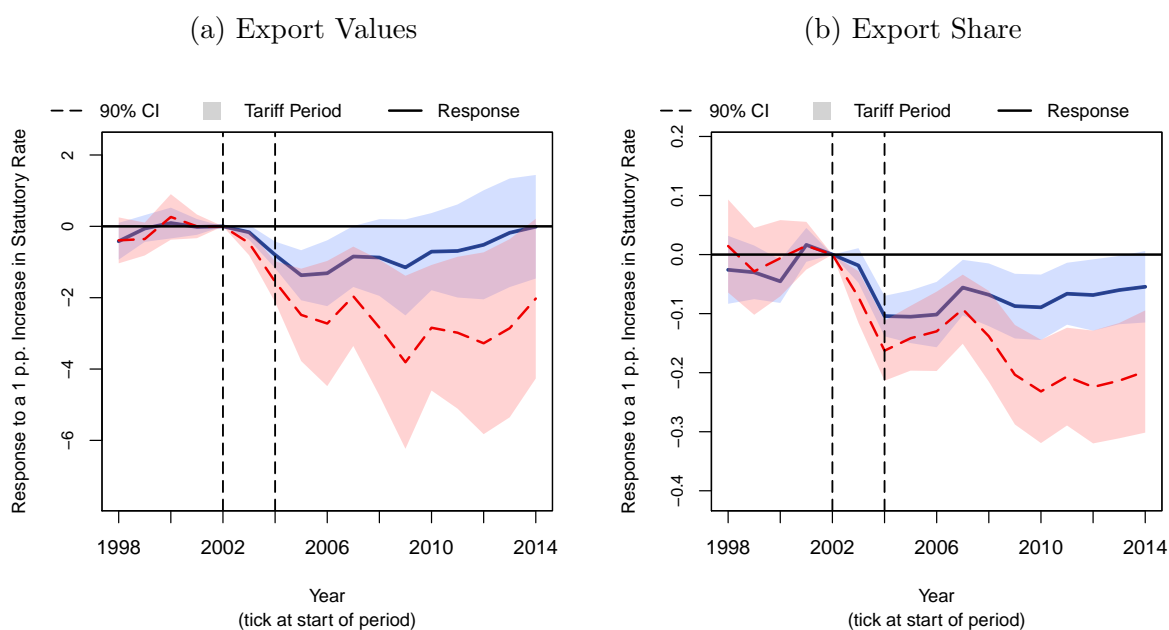 (a) Export Values
90% CI Tariff Period Response
Response to a 1 p.p. Increase in Statutory Rate
2
0
−2
−4
−6
1998 2002 2006 2010 2014
Year
(tick at start of period)
(b) Export Share
90% CI Tariff Period Response
Response to a 1 p.p. Increase in Statutory Rate
0.2
0.1
0.0
−0.1
−0.2
−0.3
−0.4
1998 2002 2006 2010 2014
Year
(tick at start of period)